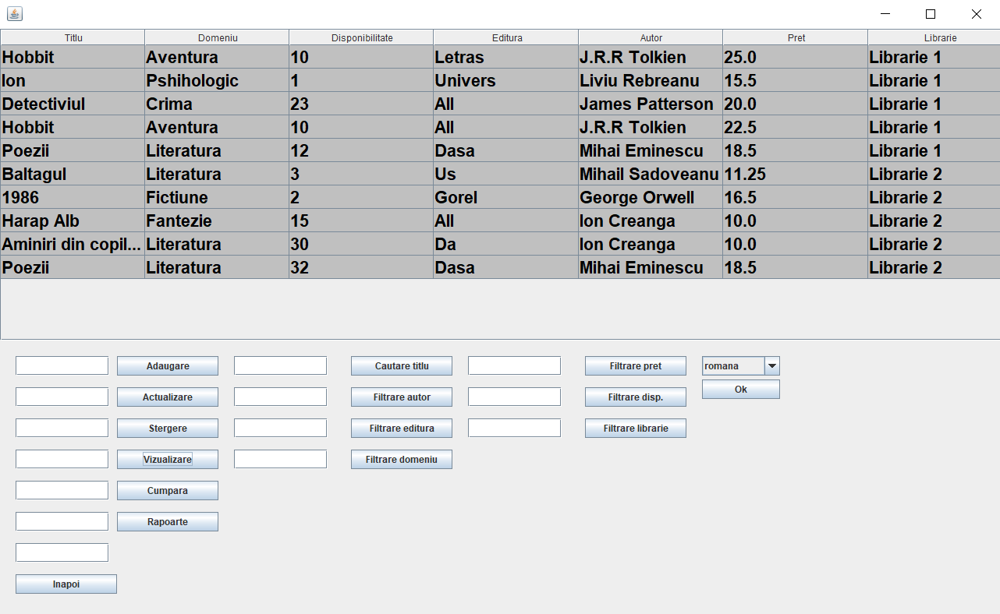 Titlu Domeniu Disponibilitate Editura Autor Pret Librarie
Hobbit Aventura 10 Letras J.R.R Tolkien 25.0 Librarie 1
Ion Pshihologic 1 Univers Liviu Rebreanu 15.5 Librarie 1
Detectiviul Crima 23 All James Patterson 20.0 Librarie 1
Hobbit Aventura 10 All J.R.R Tolkien 22.5 Librarie 1
Poezii Literatura 12 Dasa Mihai Eminescu 18.5 Librarie 1
Baltagul Literatura 3 Us Mihail Sadoveanu 11.25 Librarie 2
1986 Fictiune 2 Gorel George Orwell 16.5 Librarie 2
Harap Alb Fantezie 15 All Ion Creanga 10.0 Librarie 2
Aminiri din copil... Literatura 30 Da Ion Creanga 10.0 Librarie 2
Poezii Literatura 32 Dasa Mihai Eminescu 18.5 Librarie 2
Adaugare Cautare titlu Filtrare pret romana
Ok
Actualizare Filtrare autor Filtrare disp.
Stergere Filtrare editura Filtrare librarie
Vizualizare Filtrare domeniu
Cumpara
Rapoarte
Inapoi